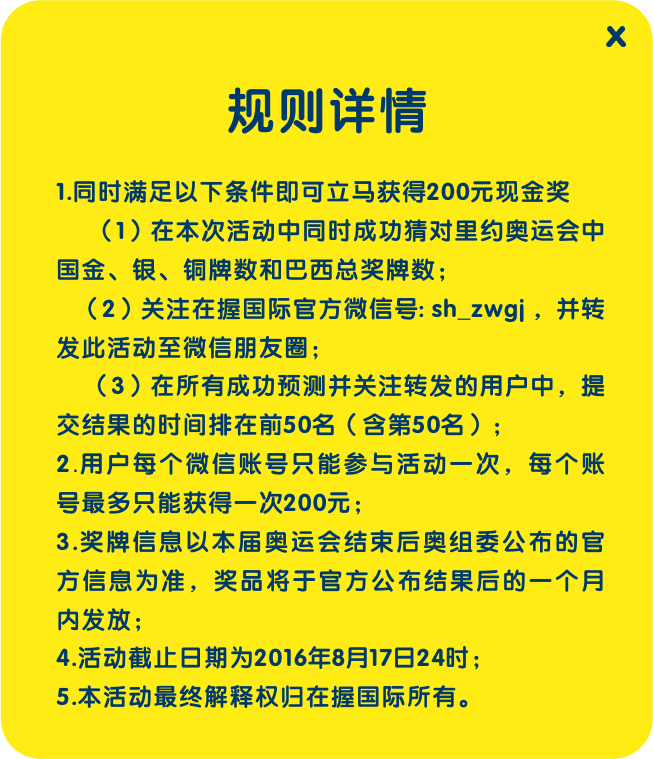 x
规则详情
1.同时满足以下条件即可立马获得200元现金奖
（1）在本次活动中同时成功猜对里约奥运会中
国金、银、铜牌数和巴西总奖牌数；
（2）关注在握国际官方微信号: sh_zwgj ，并转
发此活动至微信朋友圈；
（3）在所有成功预测并关注转发的用户中，提
交结果的时间排在前50名（含第50名）；
2.用户每个微信账号只能参与活动一次，每个账
号最多只能获得一次200元；
3.奖牌信息以本届奥运会结束后奥组委公布的官
方信息为准，奖品将于官方公布结果后的一个月
内发放；
4.活动截止日期为2016年8月17日24时；
5.本活动最终解释权归在握国际所有。